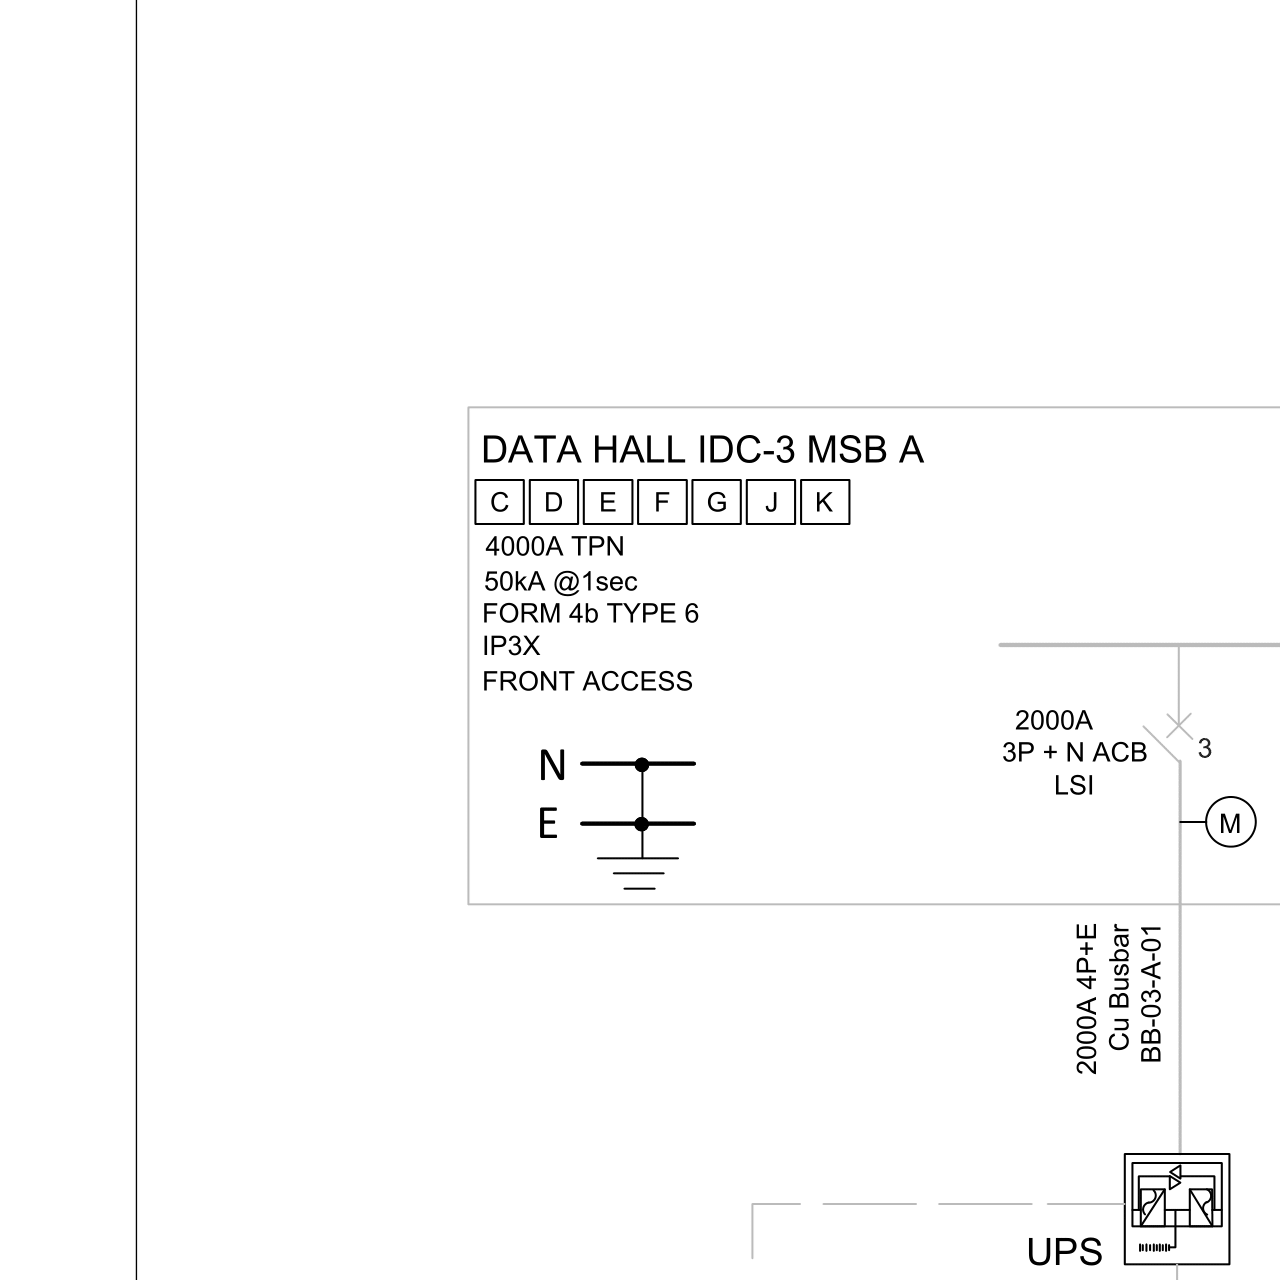 DATA HALL IDC-3 MSB A
C D E F G J K
4000A TPN
50kA @1sec
FORM 4b TYPE 6
IP3X
FRONT ACCESS
N
E
2000A
3P + N ACB
LSI
3
M
2000A 4P+E
Cu Busbar
BB-03-A-01
UPS